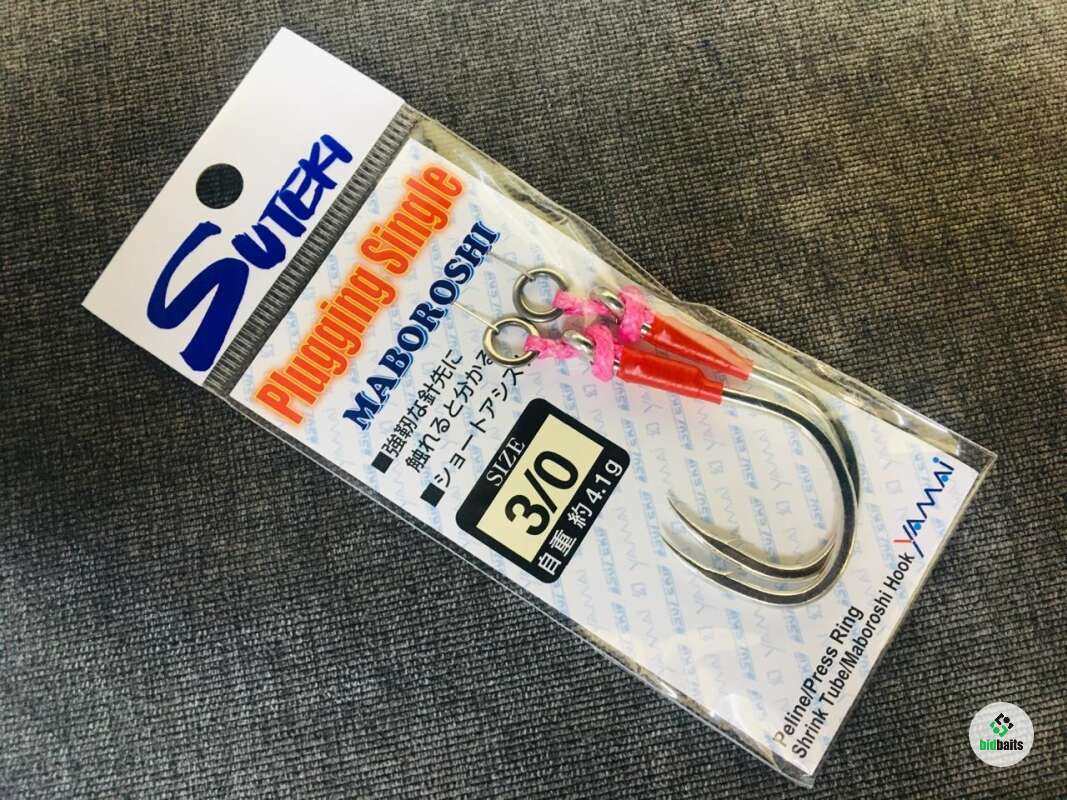 SUTEKI
Plugging Single
MABOROSHI
■強靭な針先に
触れると分かる
■ショートアシス
SIZE
3/0
自重 約4.1g
Peline/Press Ring
Shrink Tube/Maboroshi Hook YAMAI
bidbaits